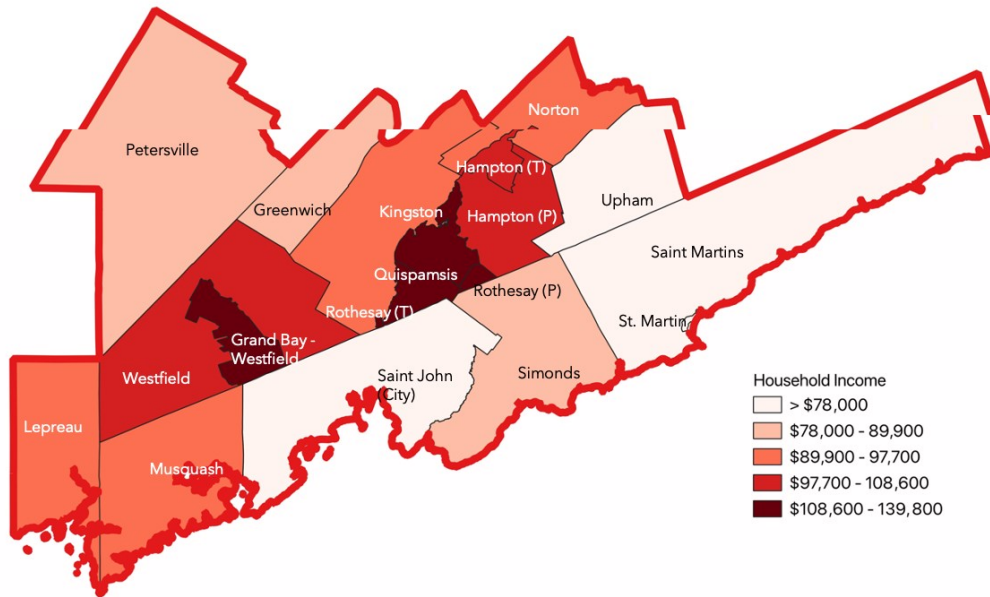 Norton
Petersville
Hampton (T)
Greenwich
Kingston
Hampton (P)
Upham
Saint Martins
Quispamsis
Rothesay (P)
Rothesay (T)
St. Martin
Grand Bay -
Westfield
Westfield
Saint John
(City)
Simonds
Lepreau
Musquash
Household Income
> $78,000
$78,000 - 89,900
$89,900 - 97,700
$97,700 - 108,600
$108,600 - 139,800